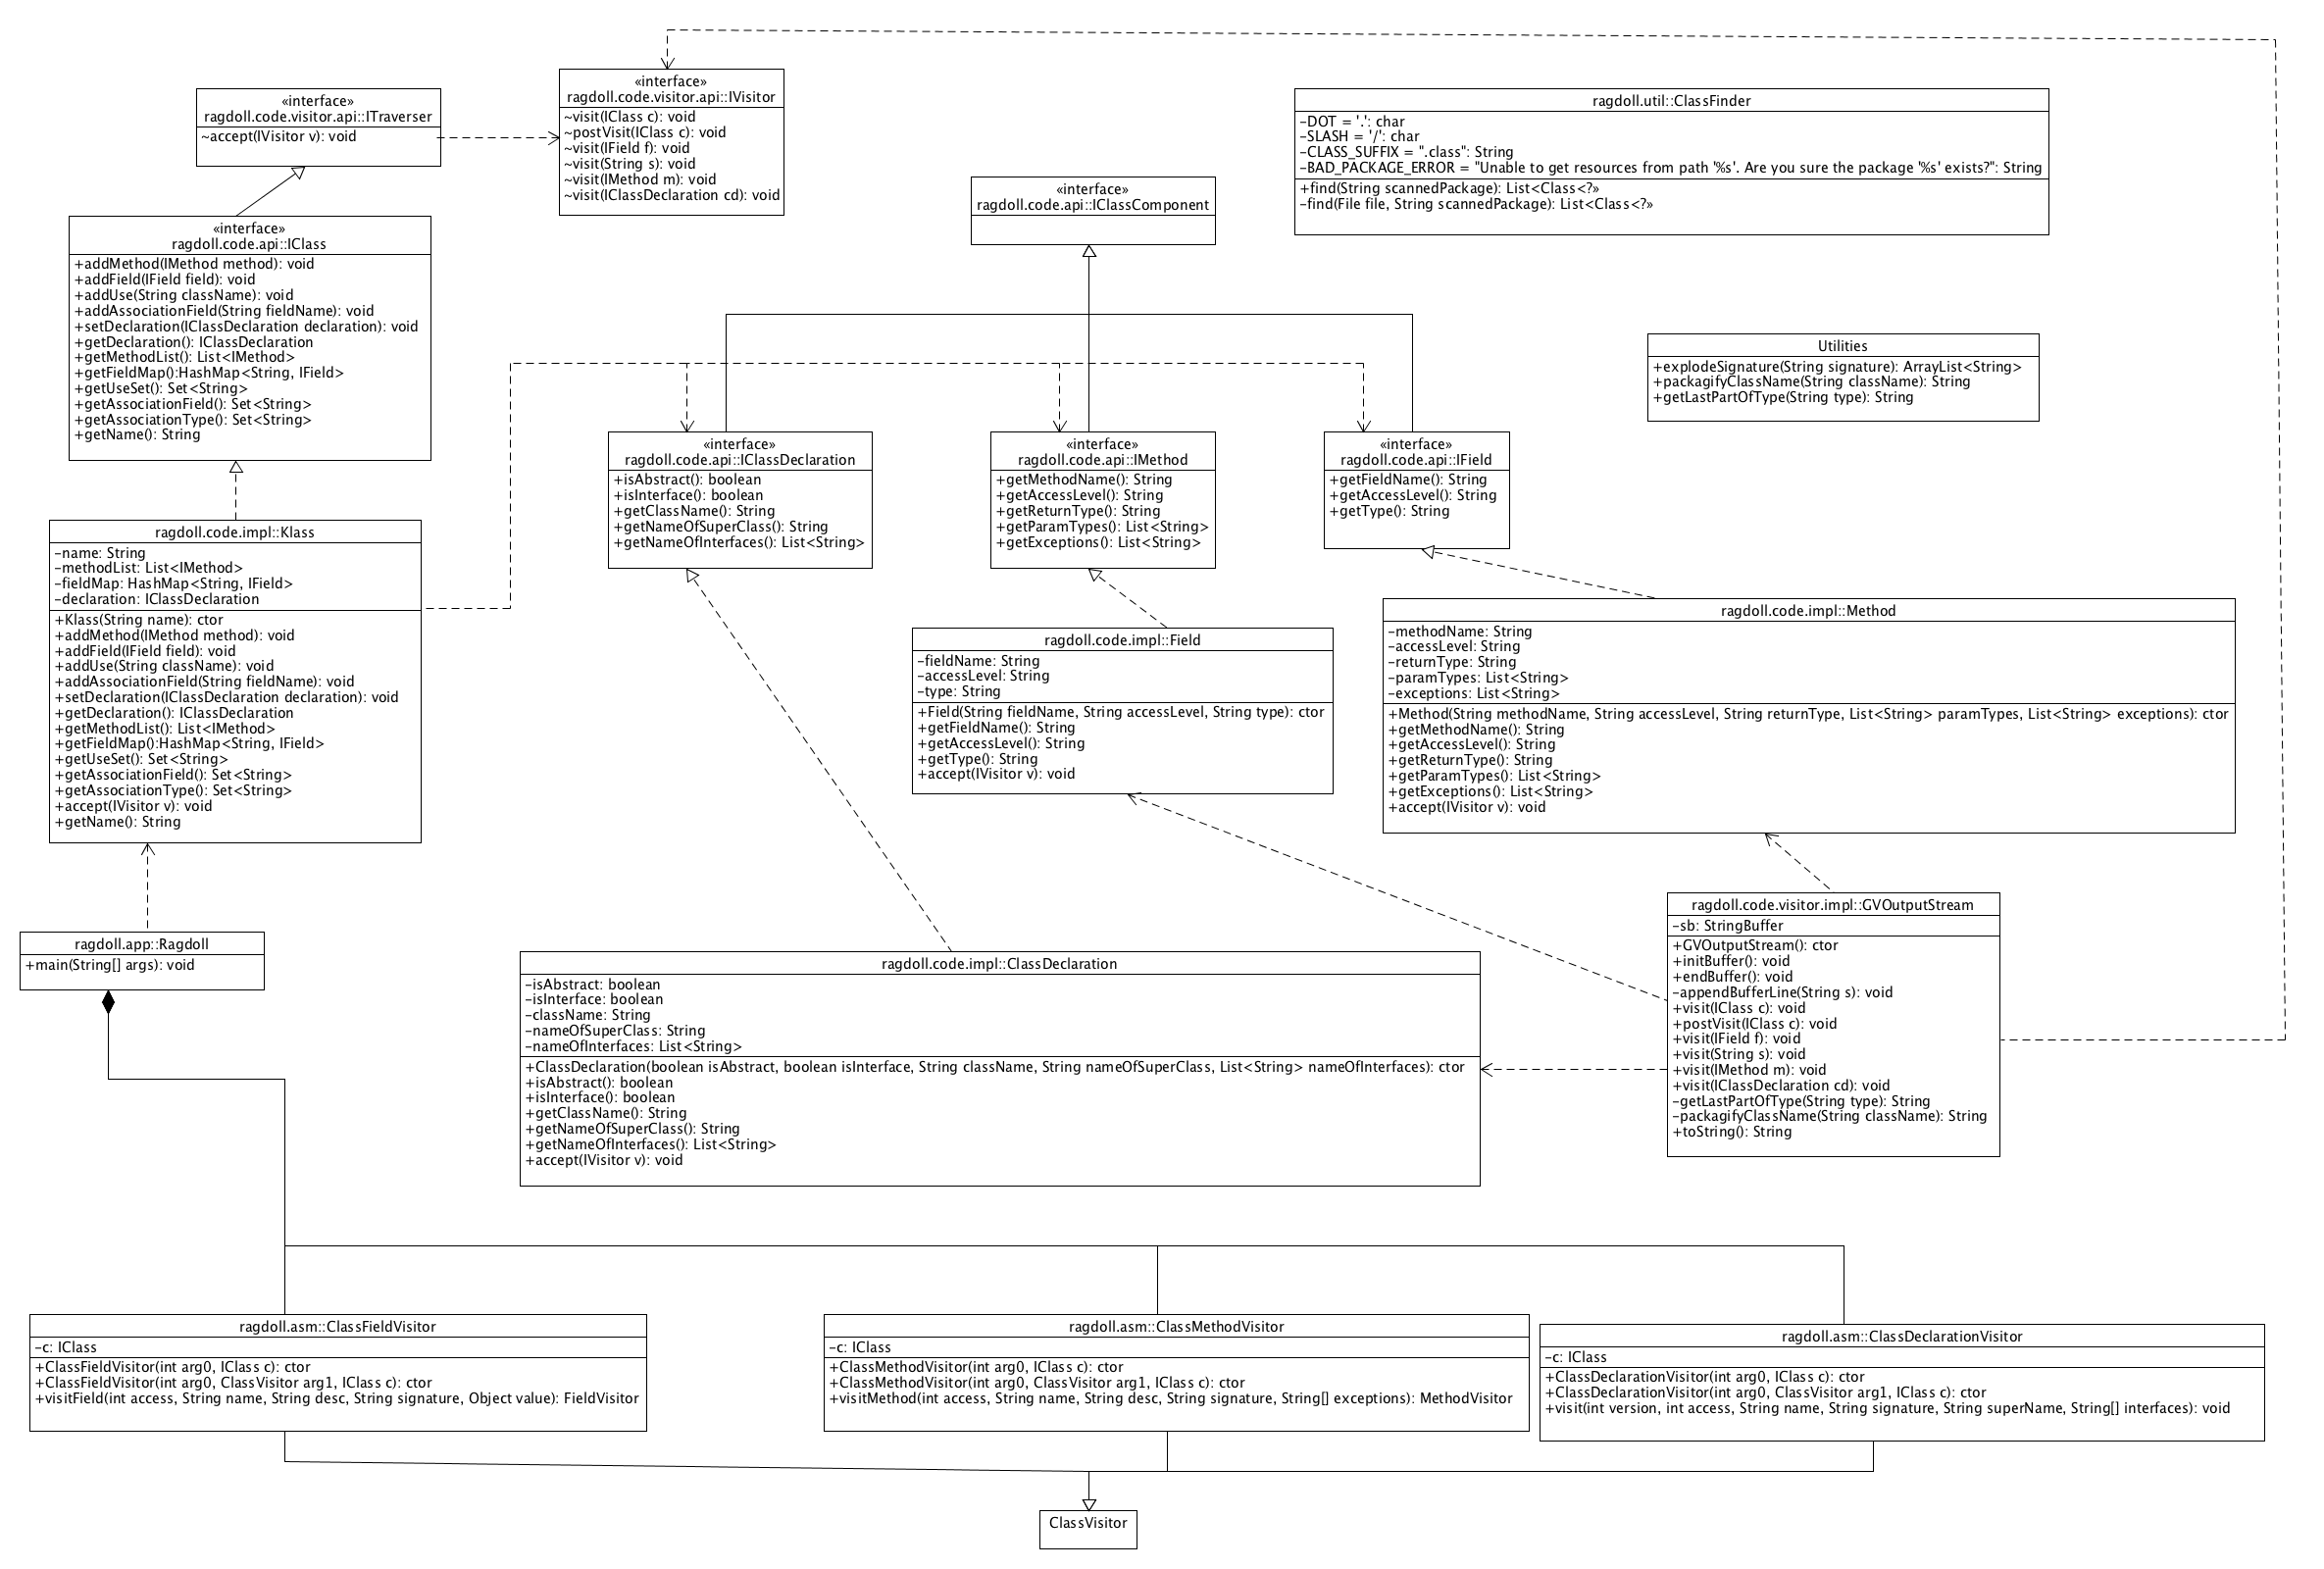 «interface»
ragdoll.code.visitor.api::IVisitor
~visit(IClass c): void
~postVisit(IClass c): void
~visit(IField f): void
~visit(String s): void
~visit(IMethod m): void
~visit(IClassDeclaration cd): void
«interface»
ragdoll.code.visitor.api::ITraverser
~accept(IVisitor v): void
ragdoll.util::ClassFinder
-DOT = '.': char
-SLASH = '/': char
-CLASS_SUFFIX = ".class": String
-BAD_PACKAGE_ERROR = "Unable to get resources from path '%s'. Are you sure the package '%s' exists?": String
+find(String scannedPackage): List<Class<?»
-find(File file, String scannedPackage): List<Class<?»
«interface»
ragdoll.code.api::IClassComponent
«interface»
ragdoll.code.api::IClass
+addMethod(IMethod method): void
+addField(IField field): void
+addUse(String className): void
+addAssociationField(String fieldName): void
+setDeclaration(IClassDeclaration declaration): void
+getDeclaration(): IClassDeclaration
+getMethodList(): List<IMethod>
+getFieldMap():HashMap<String, IField>
+getUseSet(): Set<String>
+getAssociationField(): Set<String>
+getAssociationType(): Set<String>
+getName(): String
Utilities
+explodeSignature(String signature): ArrayList<String>
+packagifyClassName(String className): String
+getLastPartOfType(String type): String
«interface»
ragdoll.code.api::IClassDeclaration
+isAbstract(): boolean
+isInterface(): boolean
+getClassName(): String
+getNameOfSuperClass(): String
+getNameOfInterfaces(): List<String>
«interface»
ragdoll.code.api::IMethod
+getMethodName(): String
+getAccessLevel(): String
+getReturnType(): String
+getParamTypes(): List<String>
+getExceptions(): List<String>
«interface»
ragdoll.code.api::IField
+getFieldName(): String
+getAccessLevel(): String
+getType(): String
ragdoll.code.impl::Klass
-name: String
-methodList: List<IMethod>
-fieldMap: HashMap<String, IField>
-declaration: IClassDeclaration
+Klass(String name): ctor
+addMethod(IMethod method): void
+addField(IField field): void
+addUse(String className): void
+addAssociationField(String fieldName): void
+setDeclaration(IClassDeclaration declaration): void
+getDeclaration(): IClassDeclaration
+getMethodList(): List<IMethod>
+getFieldMap():HashMap<String, IField>
+getUseSet(): Set<String>
+getAssociationField(): Set<String>
+getAssociationType(): Set<String>
+accept(IVisitor v): void
+getName(): String
ragdoll.code.impl::Field
-fieldName: String
-accessLevel: String
-type: String
+Field(String fieldName, String accessLevel, String type): ctor
+getFieldName(): String
+getAccessLevel(): String
+getType(): String
+accept(IVisitor v): void
ragdoll.code.impl::Method
-methodName: String
-accessLevel: String
-returnType: String
-paramTypes: List<String>
-exceptions: List<String>
+Method(String methodName, String accessLevel, String returnType, List<String> paramTypes, List<String> exceptions): ctor
+getMethodName(): String
+getAccessLevel(): String
+getReturnType(): String
+getParamTypes(): List<String>
+getExceptions(): List<String>
+accept(IVisitor v): void
ragdoll.app::Ragdoll
+main(String[] args): void
ragdoll.code.impl::ClassDeclaration
-isAbstract: boolean
-isInterface: boolean
-className: String
-nameOfSuperClass: String
-nameOfInterfaces: List<String>
+ClassDeclaration(boolean isAbstract, boolean isInterface, String className, String nameOfSuperClass, List<String> nameOfInterfaces): ctor
+isAbstract(): boolean
+isInterface(): boolean
+getClassName(): String
+getNameOfSuperClass(): String
+getNameOfInterfaces(): List<String>
+accept(IVisitor v): void
ragdoll.code.visitor.impl::GVOutputStream
-sb: StringBuffer
+GVOutputStream(): ctor
+initBuffer(): void
+endBuffer(): void
-appendBufferLine(String s): void
+visit(IClass c): void
+postVisit(IClass c): void
+visit(IField f): void
+visit(String s): void
+visit(IMethod m): void
+visit(IClassDeclaration cd): void
-getLastPartOfType(String type): String
-packagifyClassName(String className): String
+toString(): String
ragdoll.asm::ClassFieldVisitor
-c: IClass
+ClassFieldVisitor(int arg0, IClass c): ctor
+ClassFieldVisitor(int arg0, ClassVisitor arg1, IClass c): ctor
+visitField(int access, String name, String desc, String signature, Object value): FieldVisitor
ragdoll.asm::ClassMethodVisitor
-c: IClass
+ClassMethodVisitor(int arg0, IClass c): ctor
+ClassMethodVisitor(int arg0, ClassVisitor arg1, IClass c): ctor
+visitMethod(int access, String name, String desc, String signature, String[] exceptions): MethodVisitor
ragdoll.asm::ClassDeclarationVisitor
-c: IClass
+ClassDeclarationVisitor(int arg0, IClass c): ctor
+ClassDeclarationVisitor(int arg0, ClassVisitor arg1, IClass c): ctor
+visit(int version, int access, String name, String signature, String superName, String[] interfaces): void
ClassVisitor